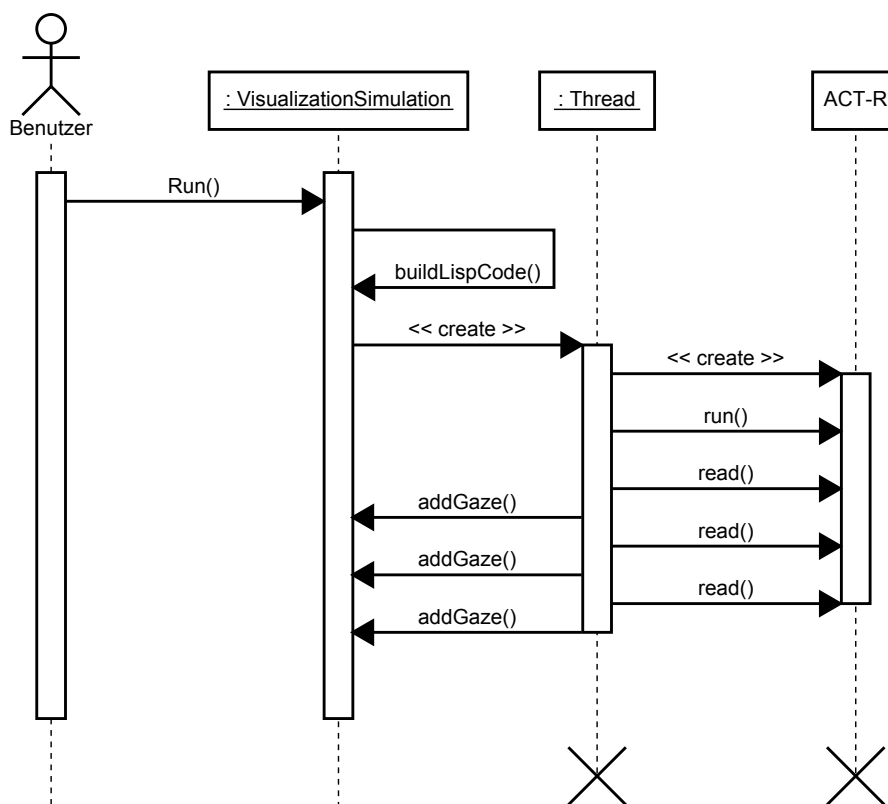 Benutzer
: VisualizationSimulation
: Thread
ACT-R
Run()
buildLispCode()
<< create >>
<< create >>
run()
read()
addGaze()
read()
addGaze()
read()
addGaze()